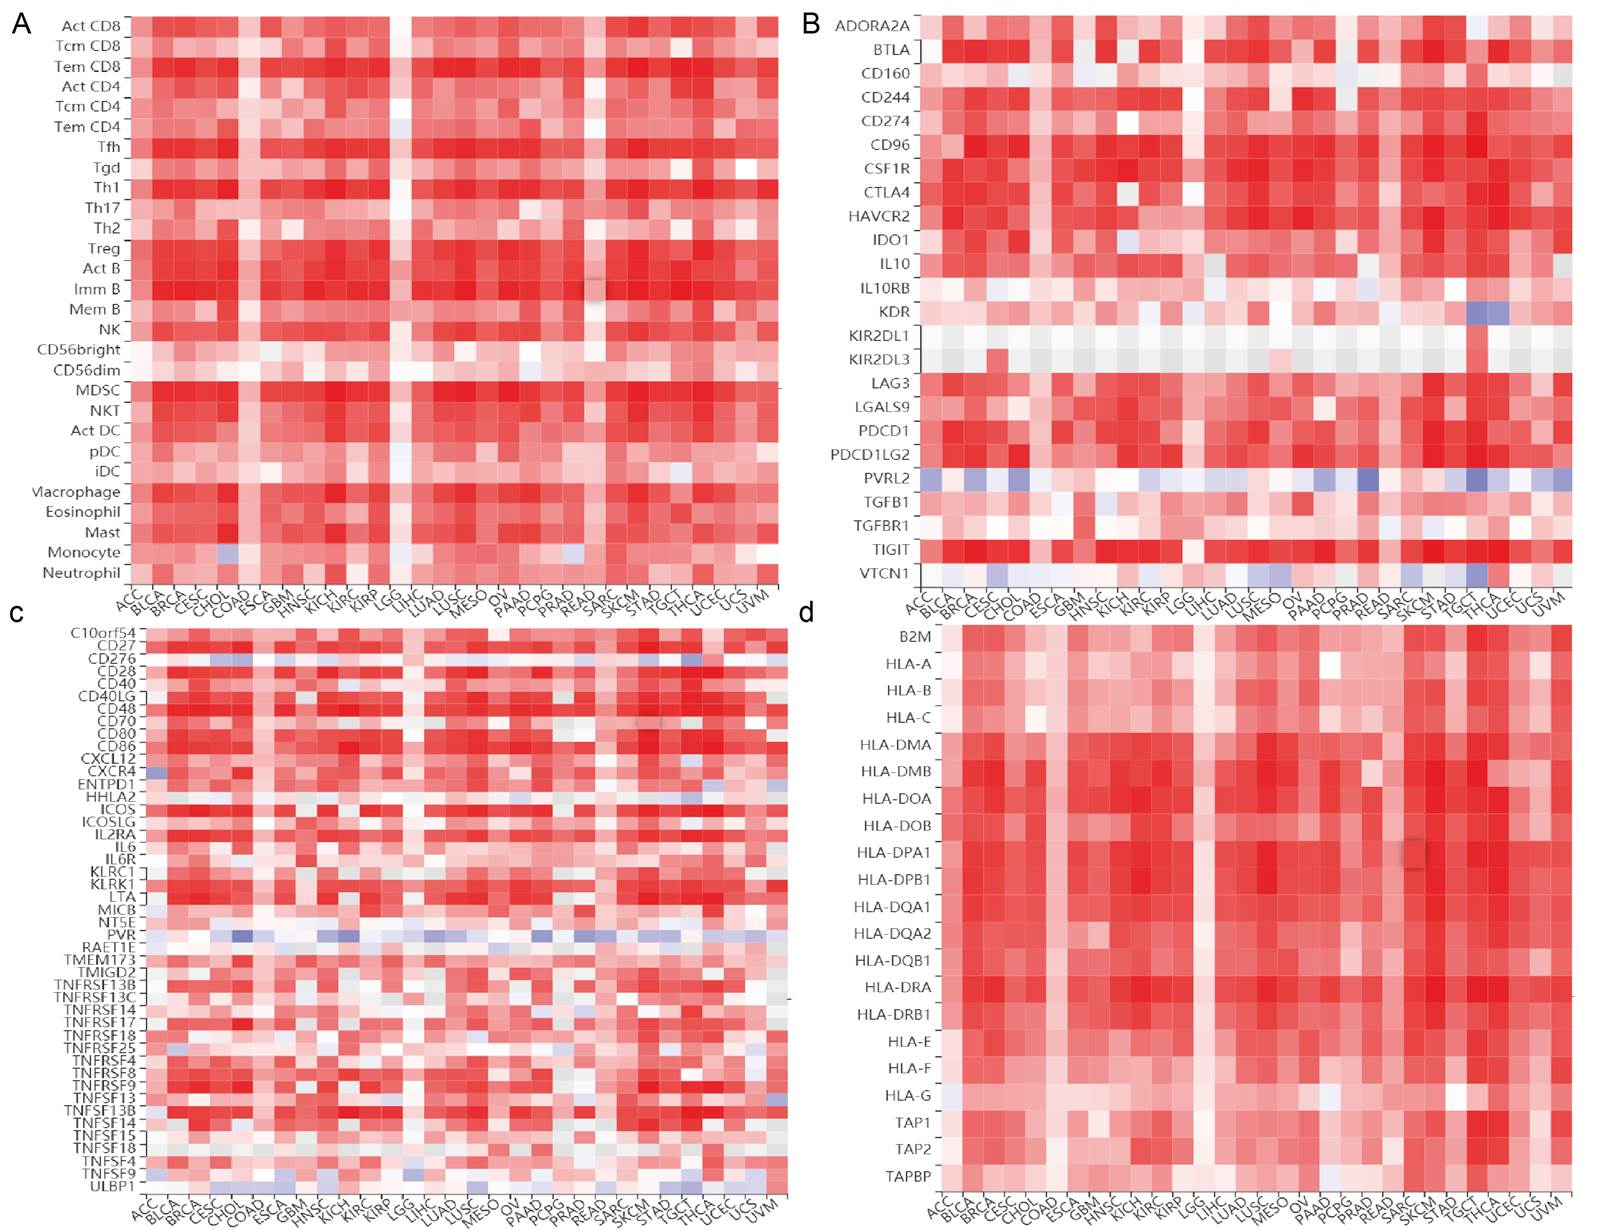 A
Act CD8
Tcm CD8
Tem CD8
Act CD4
Tcm CD4
Tem CD4
Tfh
Tgd
Th1
Th17
Th2
Treg
Act B
Imm B
Mem B
NK
CD56bright
CD56dim
MDSC
NKT
Act DC
pDC
iDC
Macrophage
Eosinophil
Mast
Monocyte
Neutrophil
ACC BLCA BRCA CESC CHOL COAD ESCA GBM HNSC KICH KIRC KIRP LGG LIHC LUAD LUSC MESO OV PAAD PCPG PRAD READ SARC SKCM STAD TGCT THCA UCEC UCS UVM
B
ADORA2A
BTLA
CD160
CD244
CD274
CD96
CSF1R
CTLA4
HAVCR2
IDO1
IL10
IL10RB
KDR
KIR2DL1
KIR2DL3
LAG3
LGALS9
PDCD1
PDCD1LG2
PVRL2
TGFB1
TGFBR1
TIGIT
VTCN1
ACC BLCA BRCA CESC CHOL COAD ESCA GBM HNSC KICH KIRC KIRP LGG LIHC LUAD LUSC MESO OV PAAD PCPG PRAD READ SARC SKCM STAD TGCT THCA UCEC UCS UVM
c
C10orf54
CD27
CD276
CD28
CD40
CD40LG
CD48
CD70
CD80
CD86
CXCL12
CXCR4
ENTPD1
HHLA2
ICOS
ICOSLG
IL2RA
IL6
IL6R
KLRC1
KLRK1
LTA
MICB
NT5E
PVR
RAET1E
TMEM173
TMIGD2
TNFRSF13B
TNFRSF13C
TNFRSF14
TNFRSF17
TNFRSF18
TNFRSF25
TNFRSF4
TNFRSF8
TNFRSF9
TNFSF13
TNFSF13B
TNFSF14
TNFSF15
TNFSF18
TNFSF4
TNFSF9
ULBP1
ACC BLCA BRCA CESC CHOL COAD ESCA GBM HNSC KICH KIRC KIRP LGG LIHC LUAD LUSC MESO OV PAAD PCPG PRAD READ SARC SKCM STAD TGCT THCA UCEC UCS UVM
d
B2M
HLA-A
HLA-B
HLA-C
HLA-DMA
HLA-DMB
HLA-DOA
HLA-DOB
HLA-DPA1
HLA-DPB1
HLA-DQA1
HLA-DQA2
HLA-DQB1
HLA-DRA
HLA-DRB1
HLA-E
HLA-F
HLA-G
TAP1
TAP2
TAPBP
ACC BLCA BRCA CESC CHOL COAD ESCA GBM HNSC KICH KIRC KIRP LGG LIHC LUAD LUSC MESO OV PAAD PCPG PRAD READ SARC SKCM STAD TGCT THCA UCEC UCS UVM